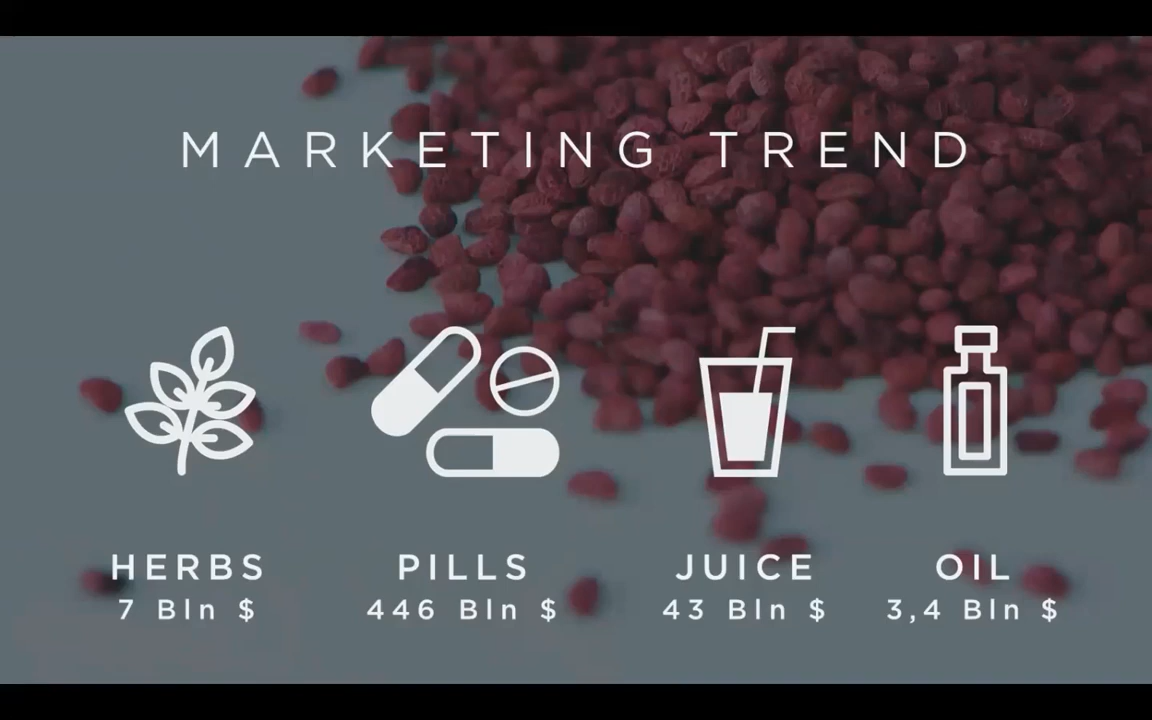 MARKETING TREND
HERBS PILLS JUICE OIL
7 Bln $ 446 Bln $ 43 Bln $ 3,4 Bln $